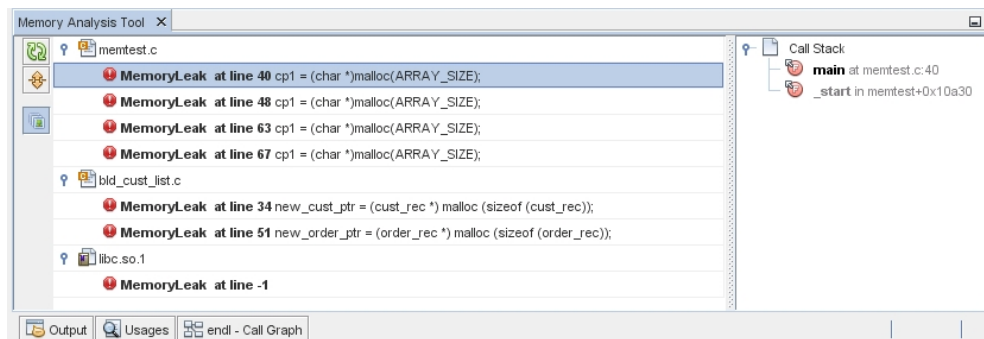 Memory Analysis Tool
memtest.c
MemoryLeak at line 40 cp1 = (char *)malloc(ARRAY_SIZE);
MemoryLeak at line 48 cp1 = (char *)malloc(ARRAY_SIZE);
MemoryLeak at line 63 cp1 = (char *)malloc(ARRAY_SIZE);
MemoryLeak at line 67 cp1 = (char *)malloc(ARRAY_SIZE);
bld_cust_list.c
MemoryLeak at line 34 new_cust_ptr = (cust_rec *) malloc (sizeof (cust_rec));
MemoryLeak at line 51 new_order_ptr = (order_rec *) malloc (sizeof (order_rec));
libc.so.1
MemoryLeak at line -1
Call Stack
main at memtest.c:40
_start in memtest+0x10a30
Output
Usages
endl - Call Graph